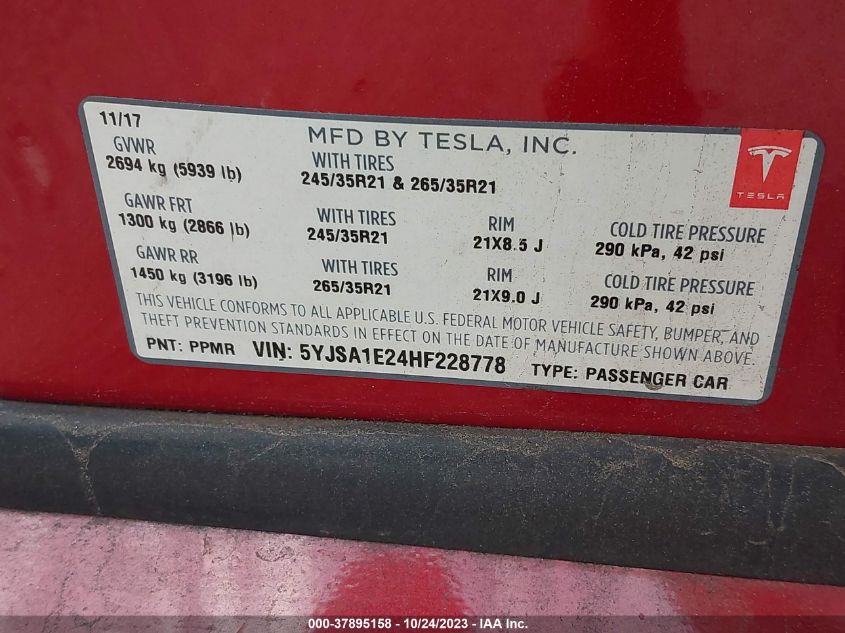 11/17
MFD BY TESLA, INC.
GVWR
2694 kg (5939 lb)
WITH TIRES
245/35R21 & 265/35R21
TESLA
GAWR FRT
1300 kg (2866 lb)
WITH TIRES
245/35R21
RIM
21X8.5 J
COLD TIRE PRESSURE
290 kPa, 42 psi
GAWR RR
1450 kg (3196 lb)
WITH TIRES
265/35R21
RIM
21X9.0 J
COLD TIRE PRESSURE
290 kPa, 42 psi
THIS VEHICLE CONFORMS TO ALL APPLICABLE U.S. FEDERAL MOTOR VEHICLE SAFETY, BUMPER, AND
THEFT PREVENTION STANDARDS IN EFFECT ON THE DATE OF MANUFACTURE SHOWN ABOVE.
PNT: PPMR VIN: 5YJSA1E24HF228778 TYPE: PASSENGER CAR
000-37895158 - 10/24/2023 - IAA Inc.